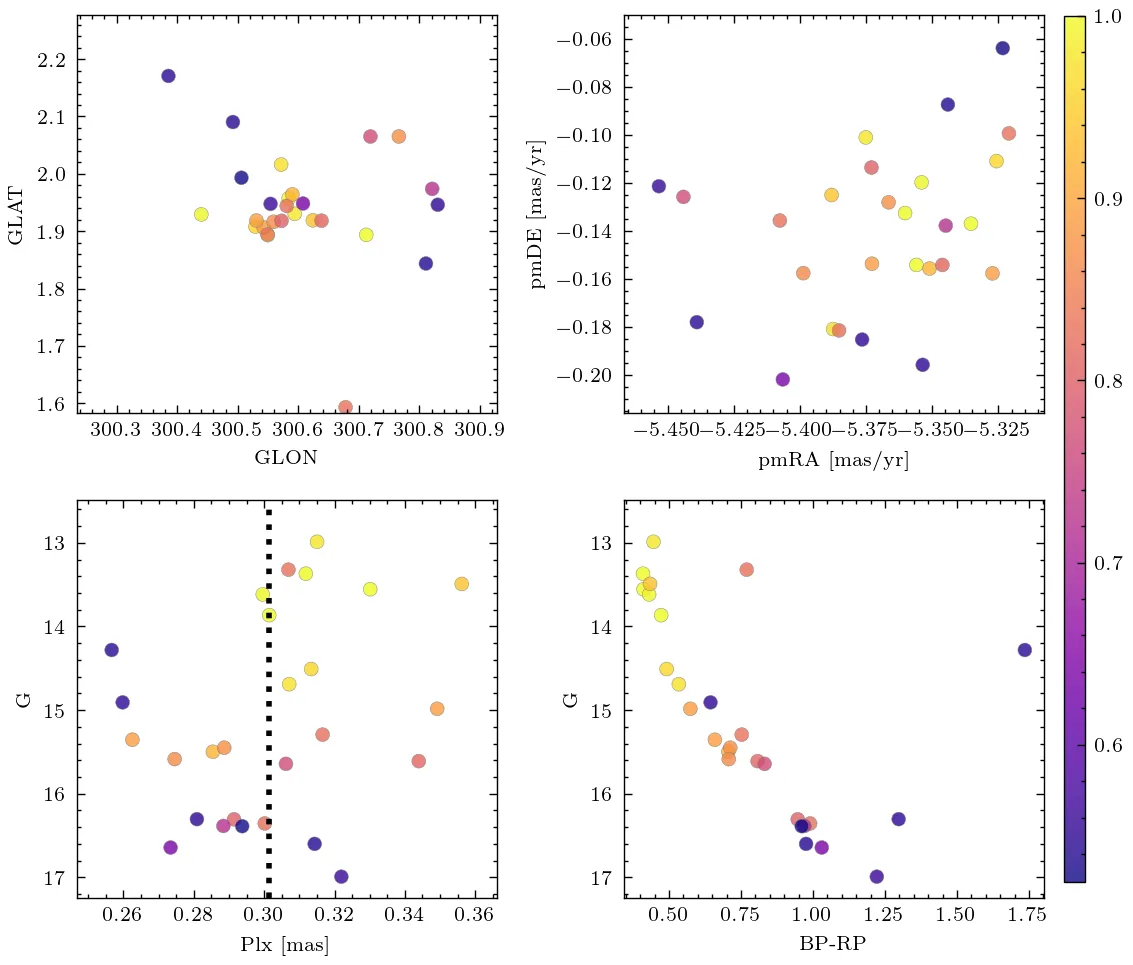 2.2
2.1
2.0
1.9
1.8
1.7
1.6
GLAT
300.3 300.4 300.5 300.6 300.7 300.8 300.9
GLON
−0.06
−0.08
−0.10
−0.12
−0.14
−0.16
−0.18
−0.20
pmDE [mas/yr]
−5.450 −5.425 −5.400 −5.375 −5.350 −5.325
pmRA [mas/yr]
1.0
0.9
0.8
0.7
0.6
13
14
15
16
17
G
0.26 0.28 0.30 0.32 0.34 0.36
Plx [mas]
13
14
15
16
17
G
0.50 0.75 1.00 1.25 1.50 1.75
BP-RP